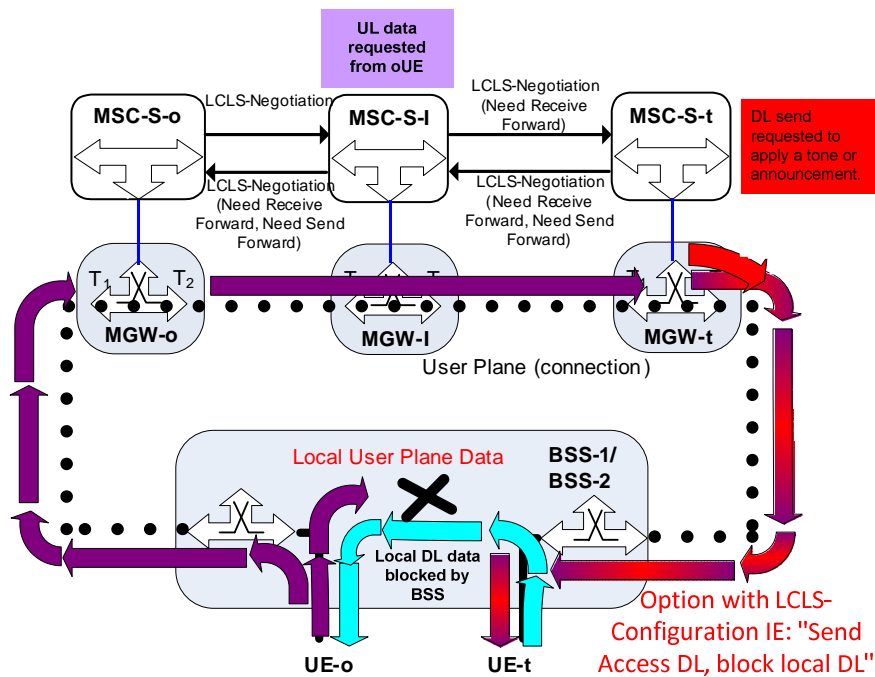 UL data
requested
from oUE
MSC-S-o
LCLS-Negotiation
MSC-S-I
LCLS-Negotiation
(Need Receive
Forward)
MSC-S-t
DL send
requested to
apply a tone or
announcement.
LCLS-Negotiation
(Need Receive
Forward, Need Send
Forward)
LCLS-Negotiation
(Need Receive
Forward, Need Send
Forward)
T1
T2
MGW-o
T
T
MGW-I
T
MGW-t
User Plane (connection)
Local User Plane Data
BSS-1/
BSS-2
Local DL data
blocked by
BSS
Option with LCLS-
Configuration IE: "Send
Access DL, block local DL"
UE-o
UE-t